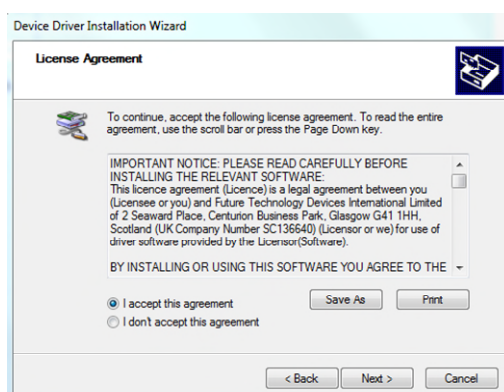 Device Driver Installation Wizard
License Agreement
To continue, accept the following license agreement. To read the entire
agreement, use the scroll bar or press the Page Down key.
IMPORTANT NOTICE: PLEASE READ CAREFULLY BEFORE
INSTALLING THE RELEVANT SOFTWARE:
This licence agreement (Licence) is a legal agreement between you
(Licensee or you) and Future Technology Devices International Limited
of 2 Seaward Place, Centurion Business Park, Glasgow G41 1HH,
Scotland (UK Company Number SC136640) (Licensor or we) for use of
driver software provided by the Licensor(Software).
BY INSTALLING OR USING THIS SOFTWARE YOU AGREE TO THE
I accept this agreement
Save As
Print
I don't accept this agreement
< Back
Next >
Cancel